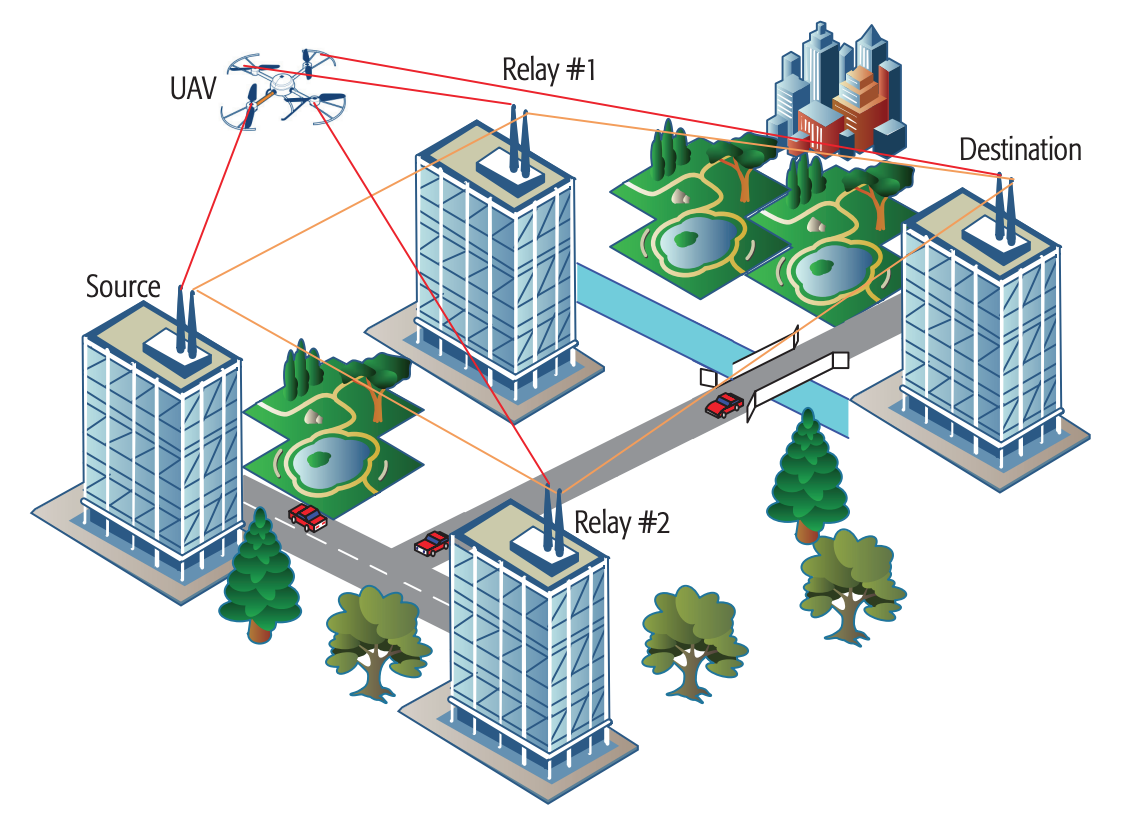 UAV
Relay #1
Destination
Source
Relay #2